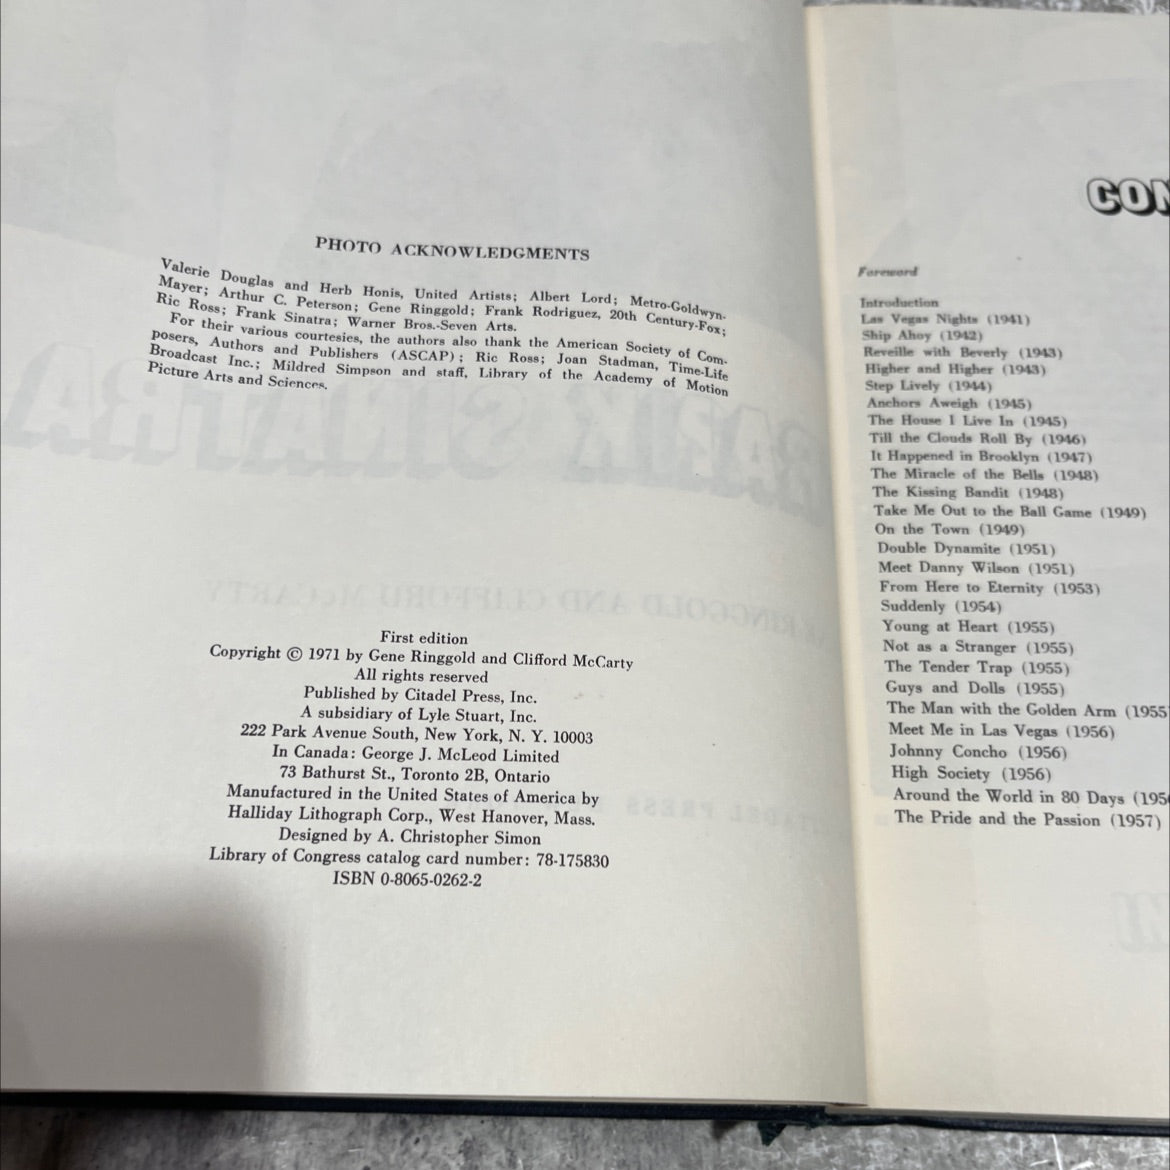 PHOTO ACKNOWLEDGMENTS
Valerie Douglas and Herb Honis, United Artists; Albert Lord; Metro-Goldwyn-
Mayer; Arthur C. Peterson; Gene Ringgold; Frank Rodriguez, 20th Century-Fox;
Ric Ross; Frank Sinatra; Warner Bros.-Seven Arts.
For their various courtesies, the authors also thank the American Society of Com-
posers, Authors and Publishers (ASCAP); Ric Ross; Joan Stadman, Time-Life
Broadcast Inc.; Mildred Simpson and staff, Library of the Academy of Motion
Picture Arts and Sciences.
First edition
Copyright © 1971 by Gene Ringgold and Clifford McCarty
All rights reserved
Published by Citadel Press, Inc.
A subsidiary of Lyle Stuart, Inc.
222 Park Avenue South, New York, N. Y. 10003
In Canada: George J. McLeod Limited
73 Bathurst St., Toronto 2B, Ontario
Manufactured in the United States of America by
Halliday Lithograph Corp., West Hanover, Mass.
Designed by A. Christopher Simon
Library of Congress catalog card number: 78-175830
ISBN 0-8065-0262-2
CON
Foreword
Introduction
Las Vegas Nights (1941)
Ship Ahoy (1942)
Reveille with Beverly (1943)
Higher and Higher (1943)
Step Lively (1944)
Anchors Aweigh (1945)
The House I Live In (1945)
Till the Clouds Roll By (1946)
It Happened in Brooklyn (1947)
The Miracle of the Bells (1948)
The Kissing Bandit (1948)
Take Me Out to the Ball Game (1949)
On the Town (1949)
Double Dynamite (1951)
Meet Danny Wilson (1951)
From Here to Eternity (1953)
Suddenly (1954)
Young at Heart (1955)
Not as a Stranger (1955)
The Tender Trap (1955)
Guys and Dolls (1955)
The Man with the Golden Arm (1955
Meet Me in Las Vegas (1956)
Johnny Concho (1956)
High Society (1956)
Around the World in 80 Days (195
The Pride and the Passion (1957)